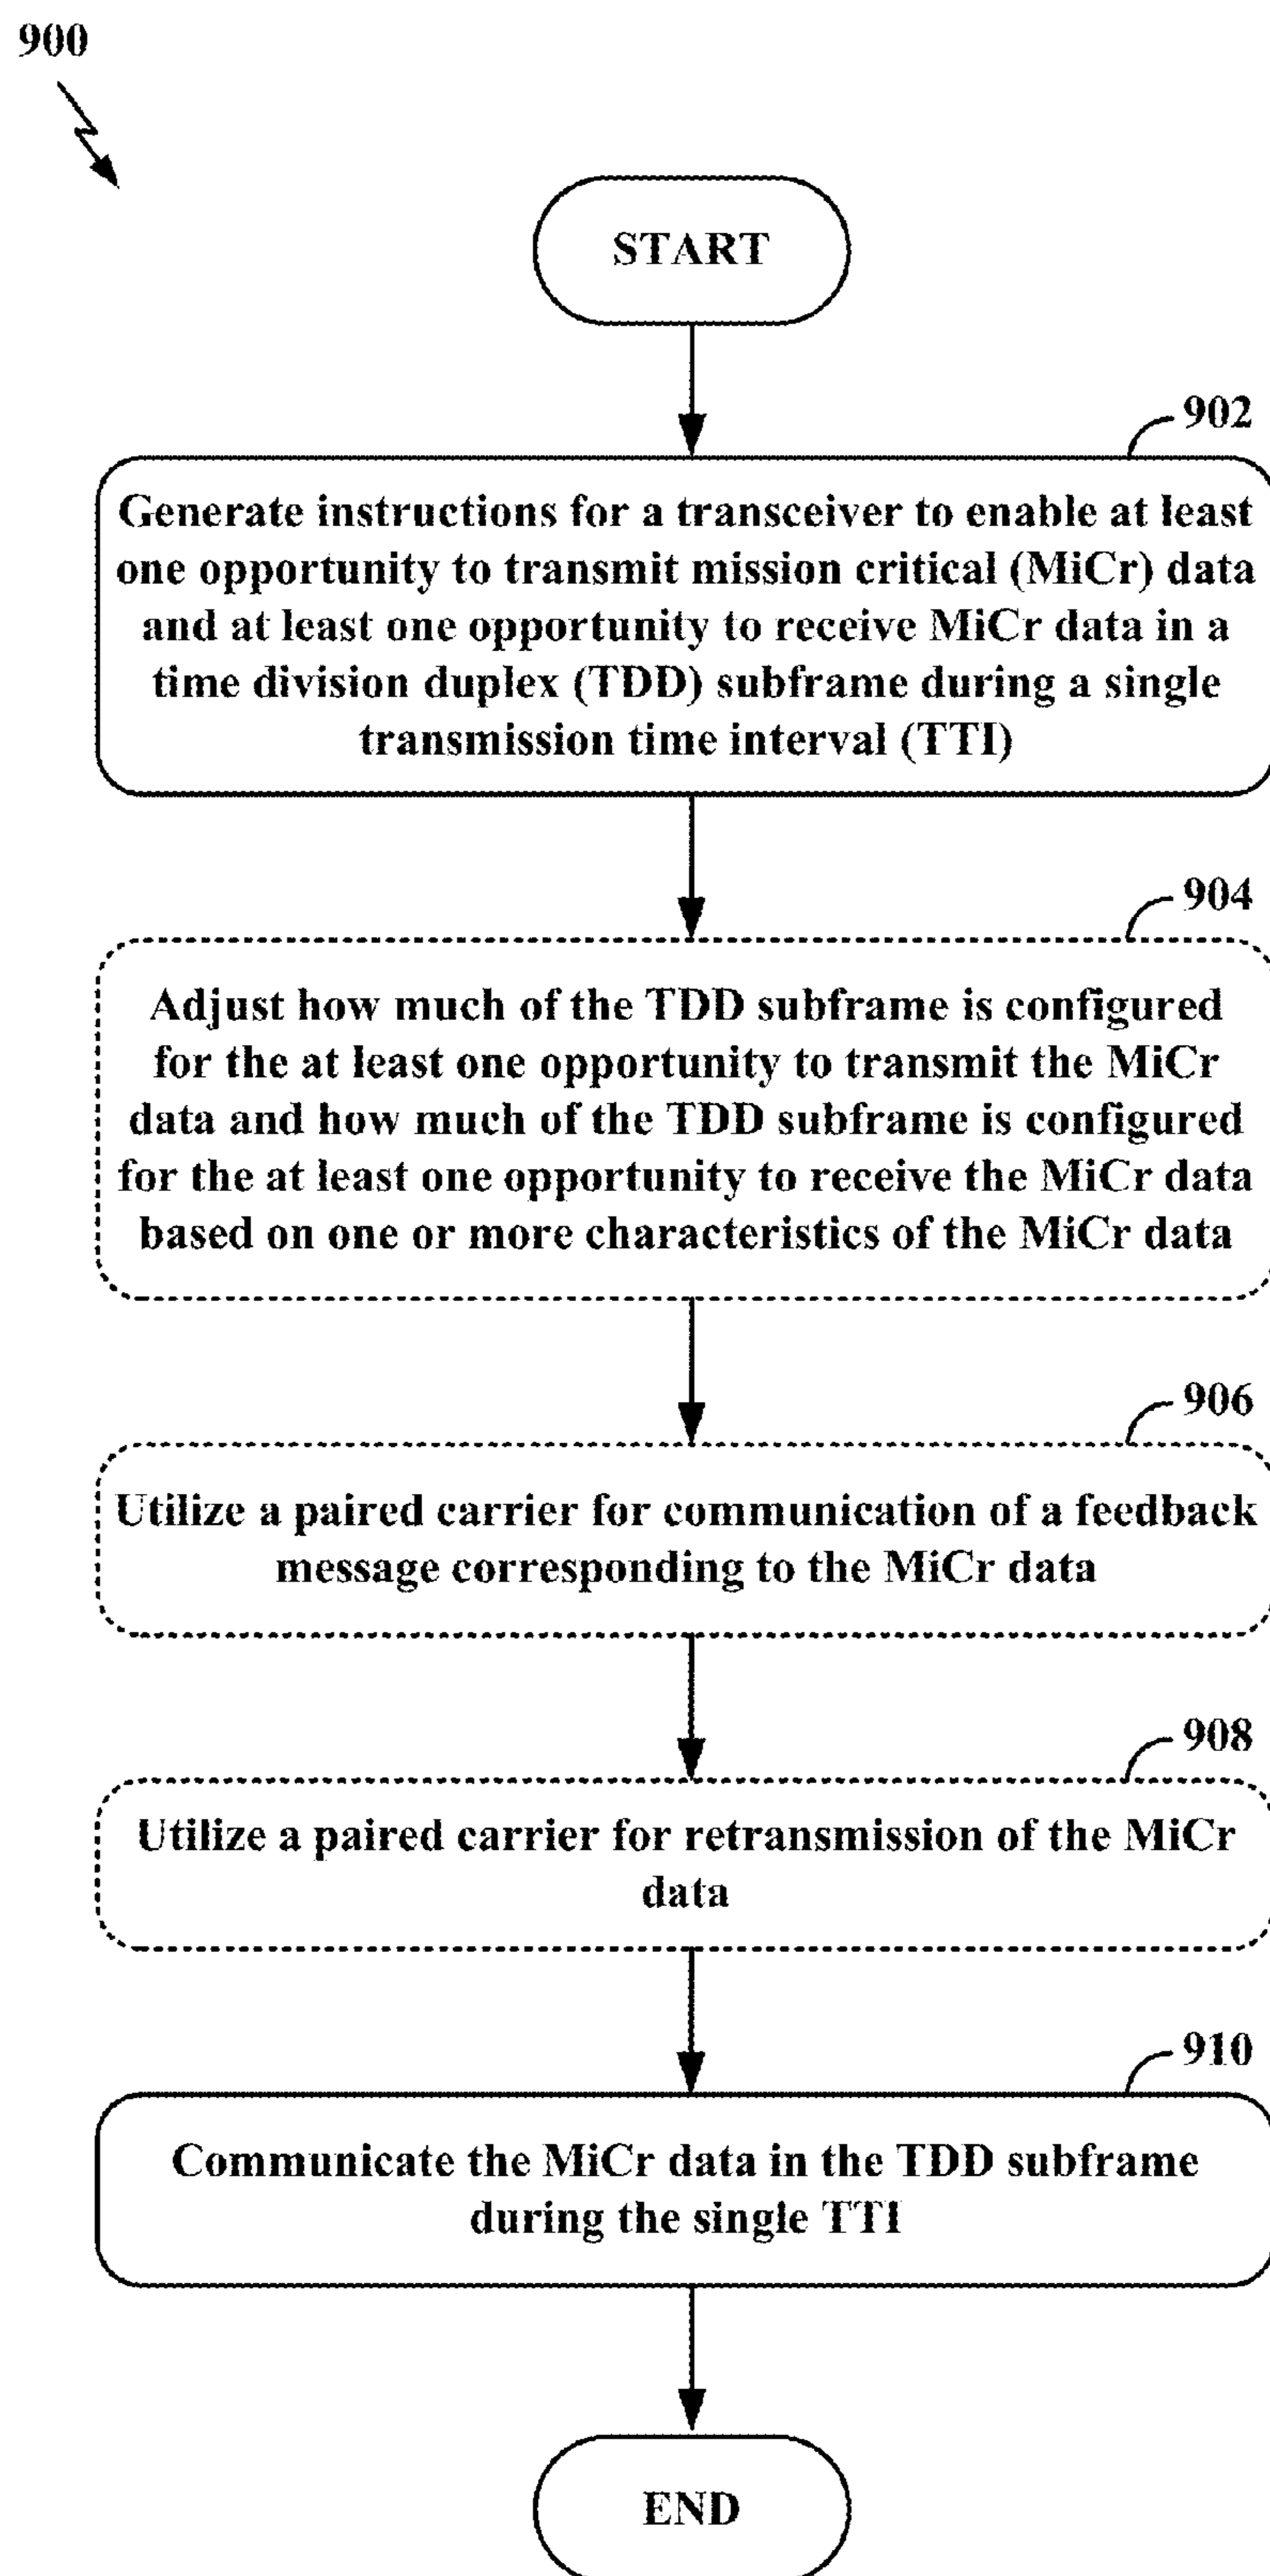 900
START
902
Generate instructions for a transceiver to enable at least
one opportunity to transmit mission critical (MiCr) data
and at least one opportunity to receive MiCr data in a
time division duplex (TDD) subframe during a single
transmission time interval (TTI)
904
Adjust how much of the TDD subframe is configured
for the at least one opportunity to transmit the MiCr
data and how much of the TDD subframe is configured
for the at least one opportunity to receive the MiCr data
based on one or more characteristics of the MiCr data
906
Utilize a paired carrier for communication of a feedback
message corresponding to the MiCr data
908
Utilize a paired carrier for retransmission of the MiCr
data
910
Communicate the MiCr data in the TDD subframe
during the single TTI
END